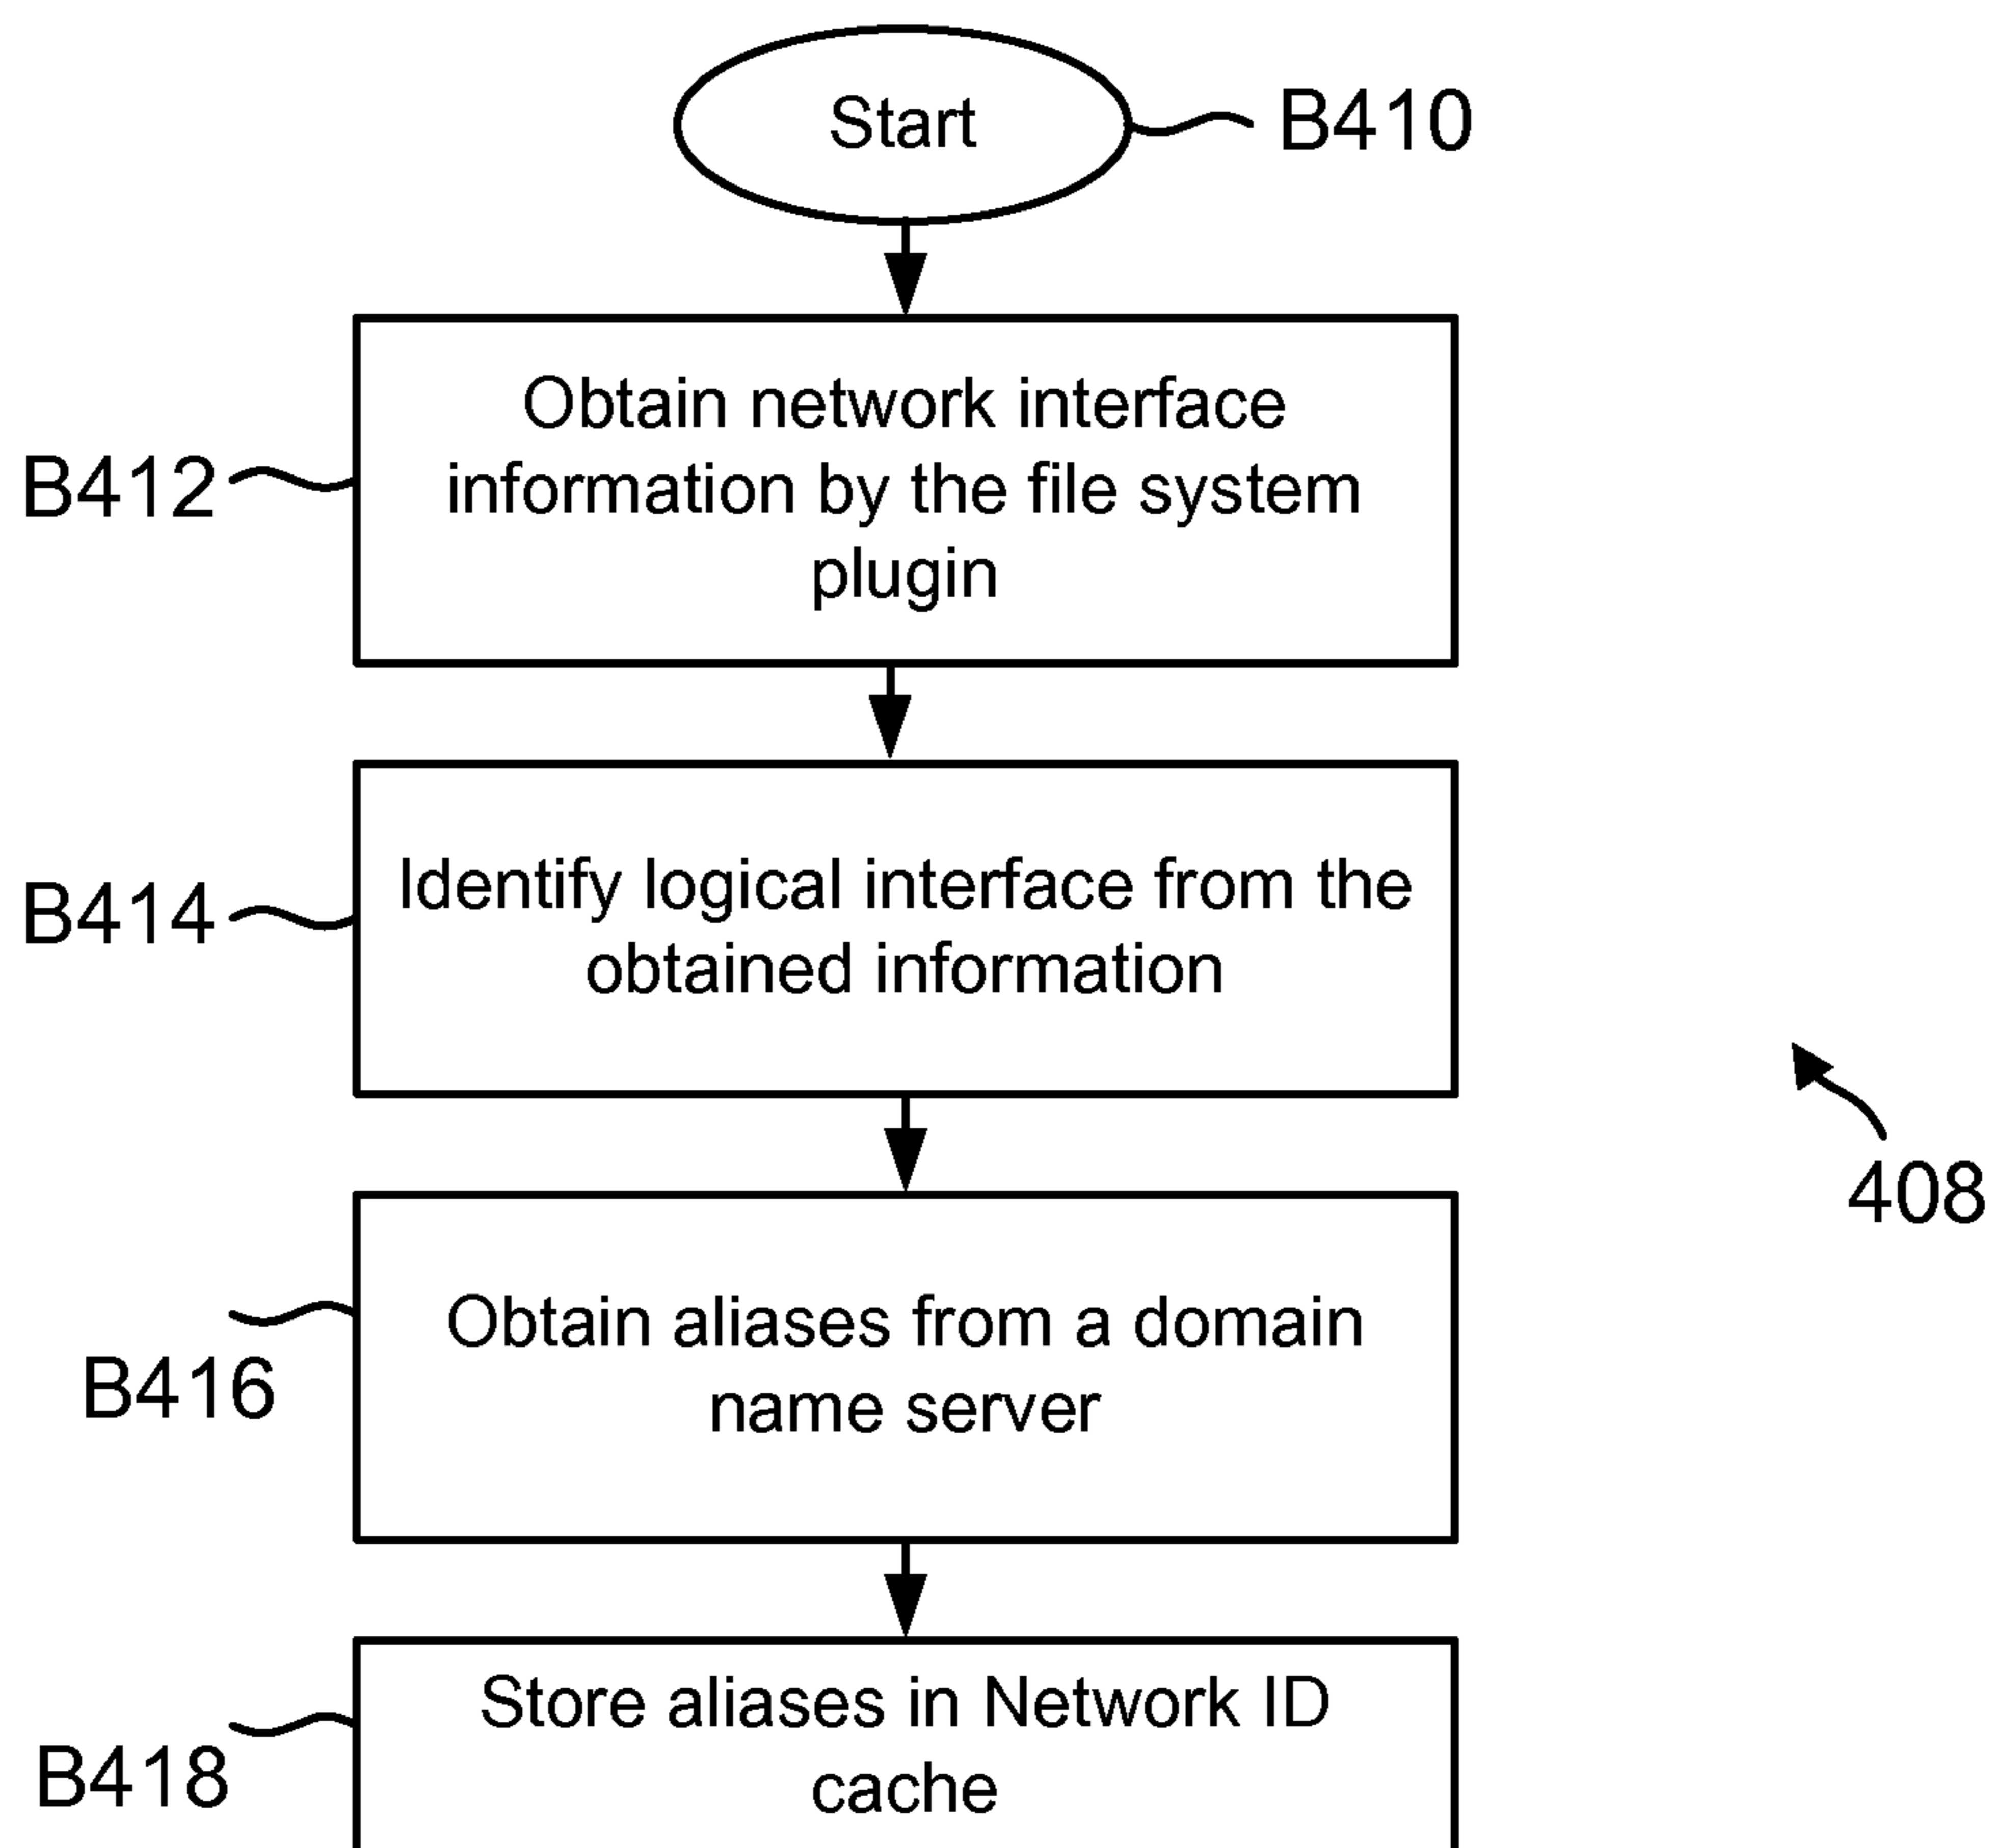 Start
B410
Obtain network interface
information by the file system
plugin
B412
Identify logical interface from the
obtained information
B414
408
Obtain aliases from a domain
name server
B416
Store aliases in Network ID
cache
B418